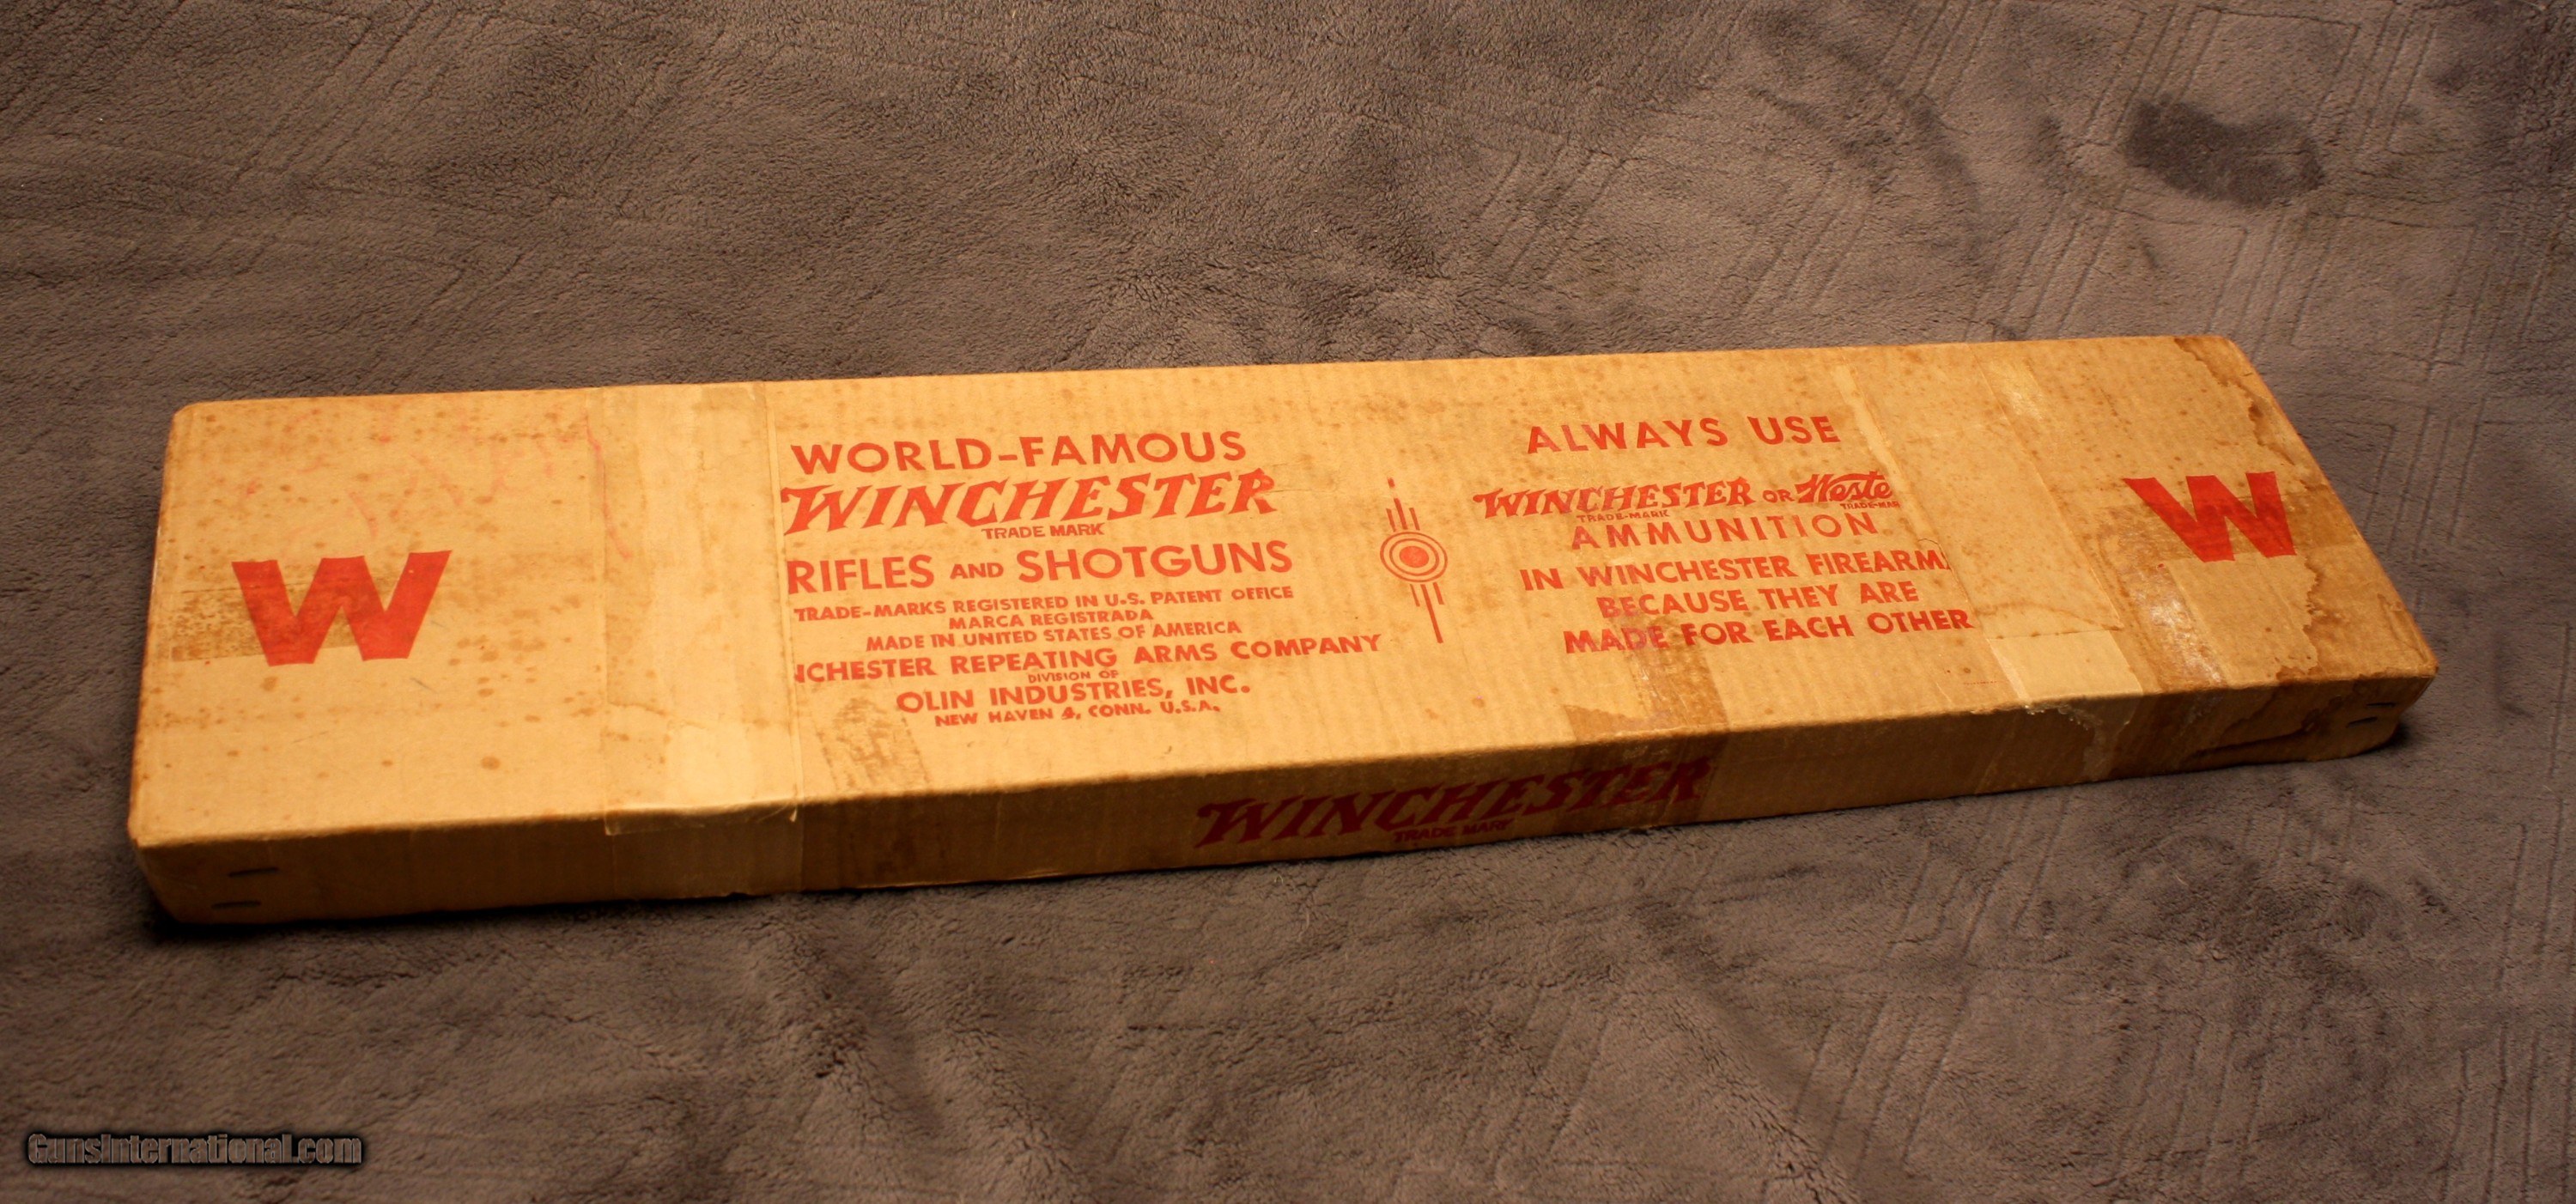 W
WORLD-FAMOUS
WINCHESTER
TRADE MARK
RIFLES AND SHOTGUNS
TRADE-MARKS REGISTERED IN U.S. PATENT OFFICE
MARCA REGISTRADA
MADE IN UNITED STATES OF AMERICA
NCHESTER REPEATING ARMS COMPANY
DIVISION OF
OLIN INDUSTRIES, INC.
NEW HAVEN 4, CONN. U.S.A.
ALWAYS USE
WINCHESTER OR Weste
TRADE-MARK TRADE-MAR
AMMUNITION
IN WINCHESTER FIREARM
BECAUSE THEY ARE
MADE FOR EACH OTHER
W
WINCHESTER
TRADE MARK
GunsInternational.com